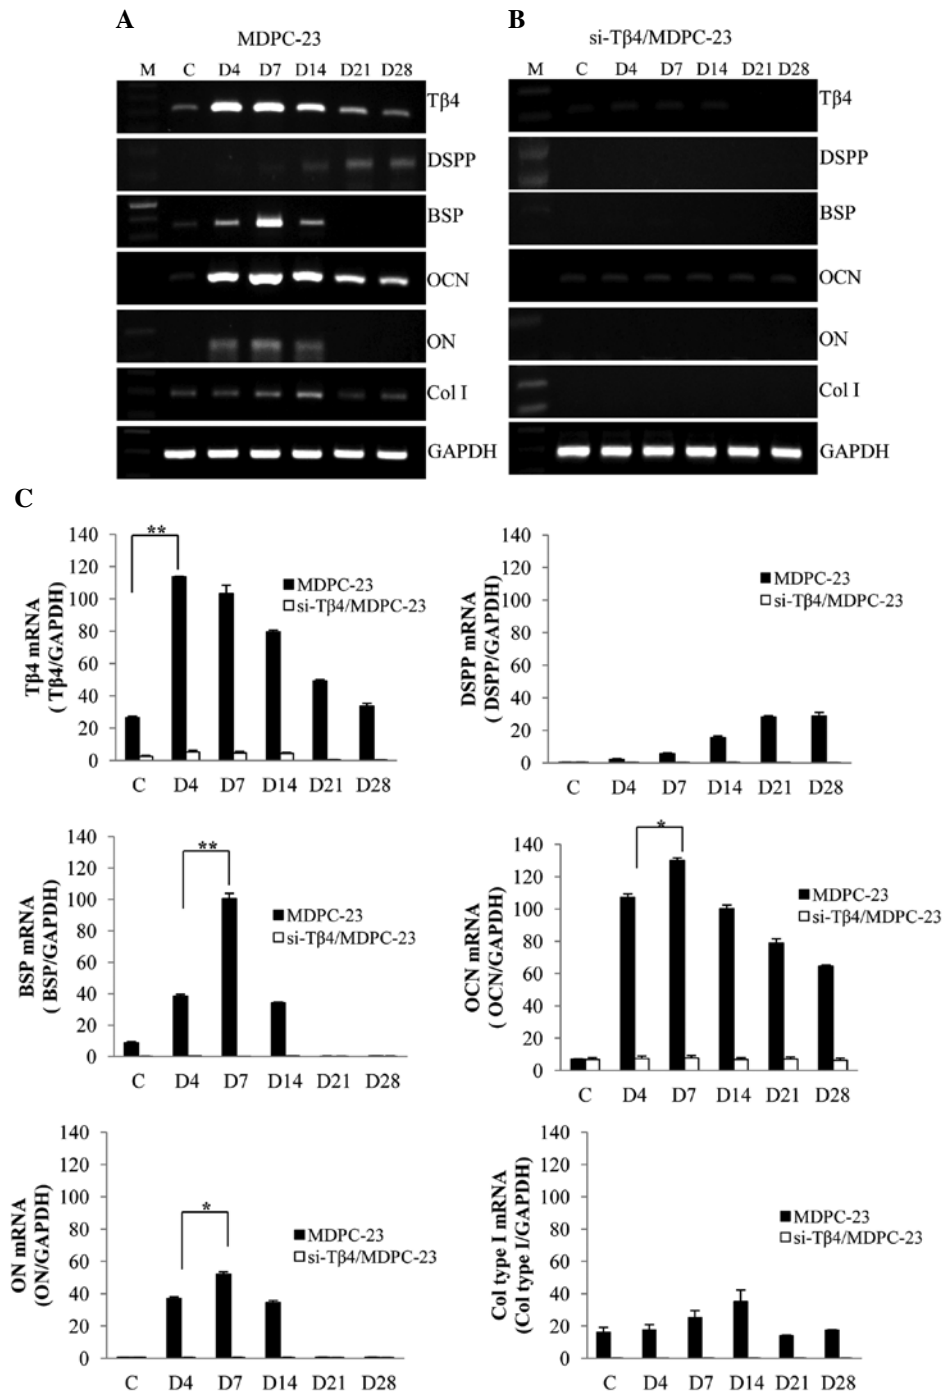 A
B
MDPC-23
si-Tβ4/MDPC-23
M C D4 D7 D14 D21 D28
M C D4 D7 D14 D21 D28
Tβ4
DSPP
BSP
OCN
ON
Col I
GAPDH
Tβ4
DSPP
BSP
OCN
ON
Col I
GAPDH
C
Tβ4 mRNA
( Tβ4/GAPDH)
140
120
100
80
60
40
20
0
**
MDPC-23
si-Tβ4/MDPC-23
C D4 D7 D14 D21 D28
DSPP mRNA
( DSPP/GAPDH)
140
120
100
80
60
40
20
0
MDPC-23
si-Tβ4/MDPC-23
C D4 D7 D14 D21 D28
BSP mRNA
( BSP/GAPDH)
140
120
100
80
60
40
20
0
**
MDPC-23
si-Tβ4/MDPC-23
C D4 D7 D14 D21 D28
OCN mRNA
( OCN/GAPDH)
140
120
100
80
60
40
20
0
*
MDPC-23
si-Tβ4/MDPC-23
C D4 D7 D14 D21 D28
ON mRNA
(ON/GAPDH)
140
120
100
80
60
40
20
0
*
MDPC-23
si-Tβ4/MDPC-23
C D4 D7 D14 D21 D28
Col type I mRNA
(Col type I/GAPDH)
140
120
100
80
60
40
20
0
MDPC-23
si-Tβ4/MDPC-23
C D4 D7 D14 D21 D28